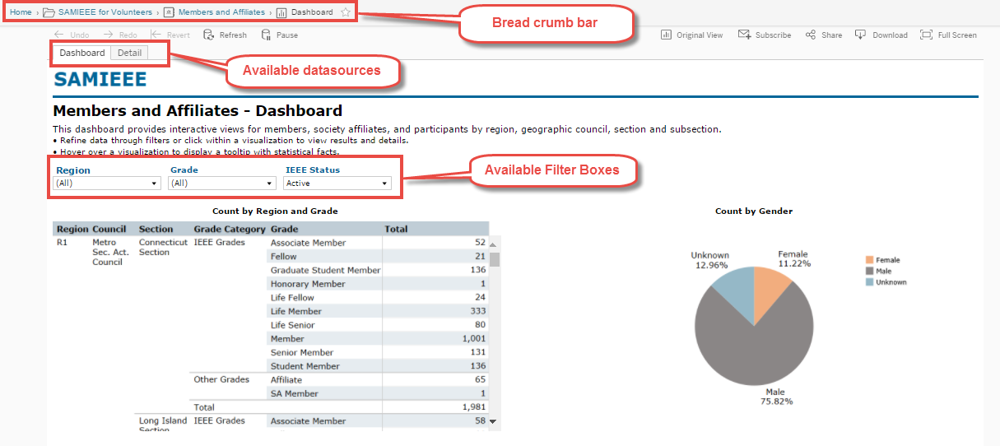 Home › SAMIEEE for Volunteers › Members and Affiliates › Dashboard
Bread crumb bar
Undo Redo Revert Refresh Pause Original View Subscribe Share Download Full Screen
Dashboard Detail
Available datasources
SAMIEEE
Members and Affiliates - Dashboard
This dashboard provides interactive views for members, society affiliates, and participants by region, geographic council, section and subsection.
• Refine data through filters or click within a visualization to view results and details.
• Hover over a visualization to display a tooltip with statistical facts.
Available Filter Boxes
Region Grade IEEE Status
(All) (All) Active
Count by Region and Grade
Region Council Section Grade Category Grade Total
R1 Metro Connecticut IEEE Grades Associate Member 52
Sec. Act. Section Fellow 21
Council
Graduate Student Member 136
Honorary Member 1
Life Fellow 24
Life Member 333
Life Senior 80
Member 1,001
Senior Member 131
Student Member 136
Other Grades Affiliate 65
SA Member 1
Total 1,981
Long Island IEEE Grades Associate Member 58
Section
Count by Gender
Unknown
12.96%
Female
11.22%
Male
75.82%
Female
Male
Unknown